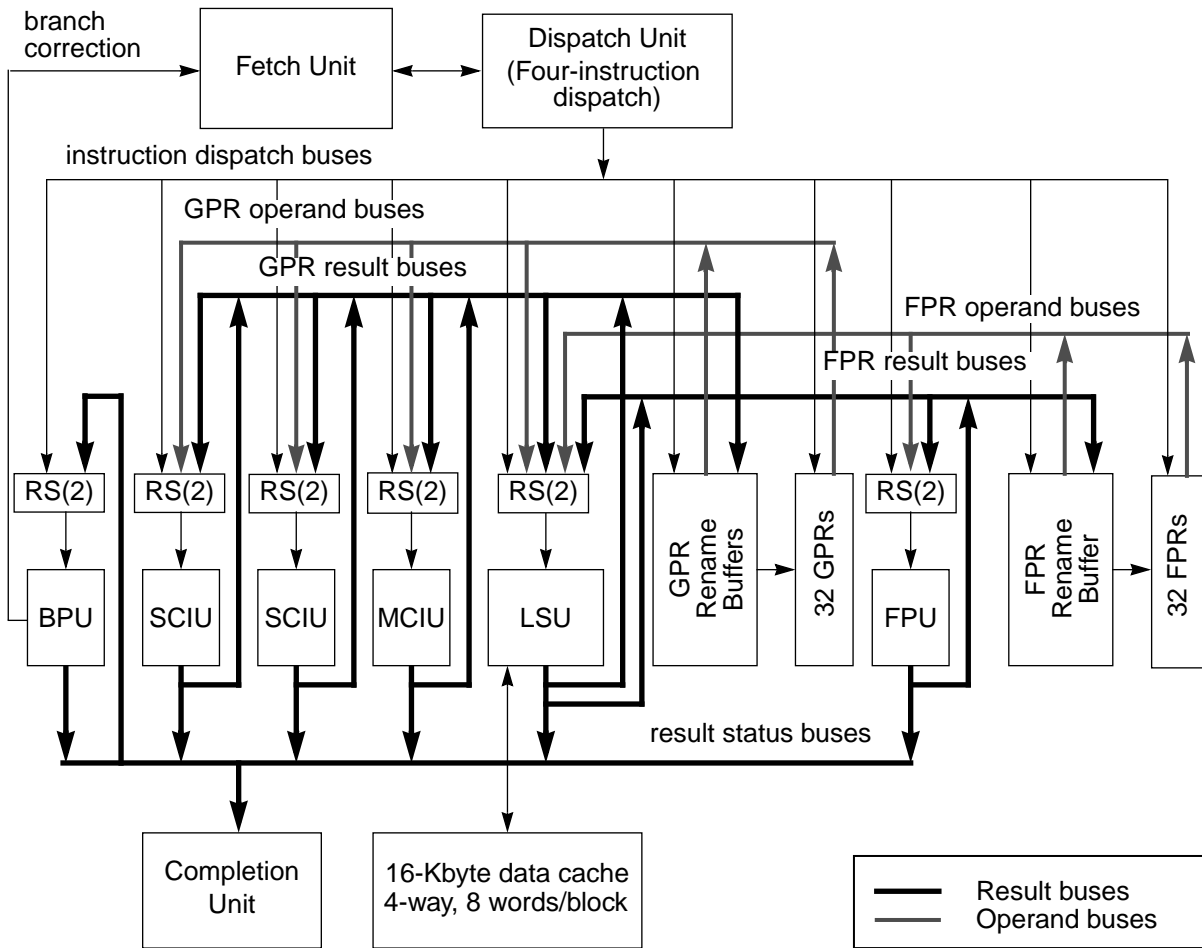 branch
correction
Fetch Unit
Dispatch Unit
(Four-instruction
dispatch)
instruction dispatch buses
GPR operand buses
GPR result buses
FPR operand buses
FPR result buses
RS(2)
RS(2)
RS(2)
RS(2)
RS(2)
RS(2)
GPR
Rename
Buffers
32 GPRs
FPR
Rename
Buffer
32 FPRs
BPU
SCIU
SCIU
MCIU
LSU
FPU
result status buses
Completion
Unit
16-Kbyte data cache
4-way, 8 words/block
Result buses
Operand buses